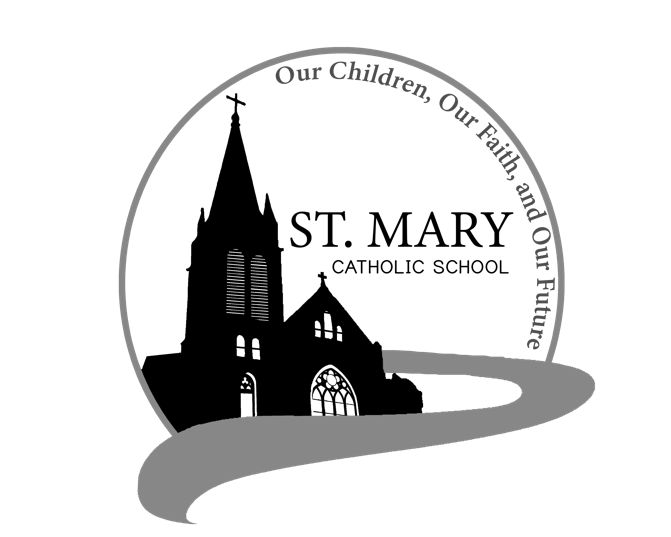 Our Children, Our Faith, and Our Future
ST. MARY
CATHOLIC SCHOOL